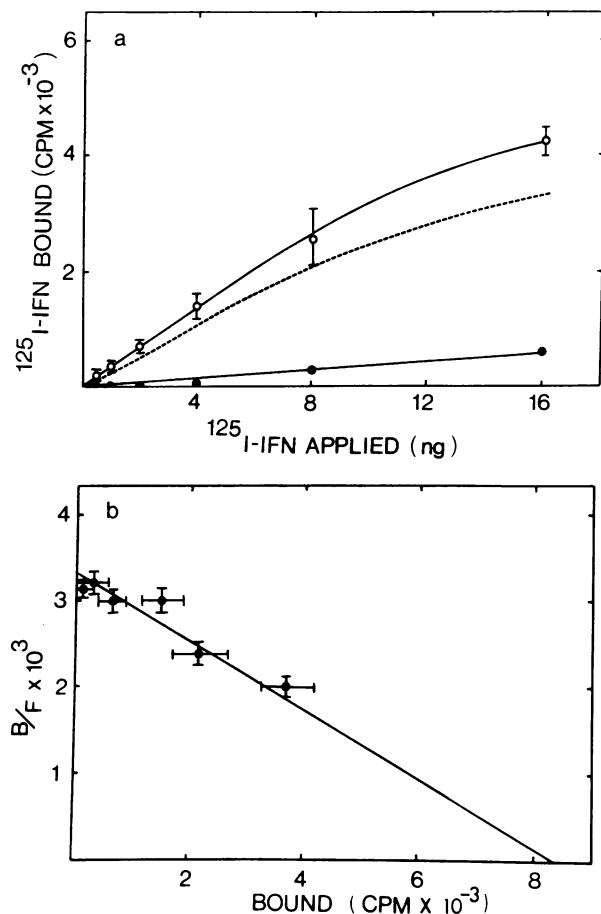 a
6
4
2
4
8
12
16
125I-IFN BOUND (CPM×10-3)
125I-IFN APPLIED (ng)
b
4
3
2
1
2
4
6
8
B/F x 10³
BOUND (CPM X 10-3)